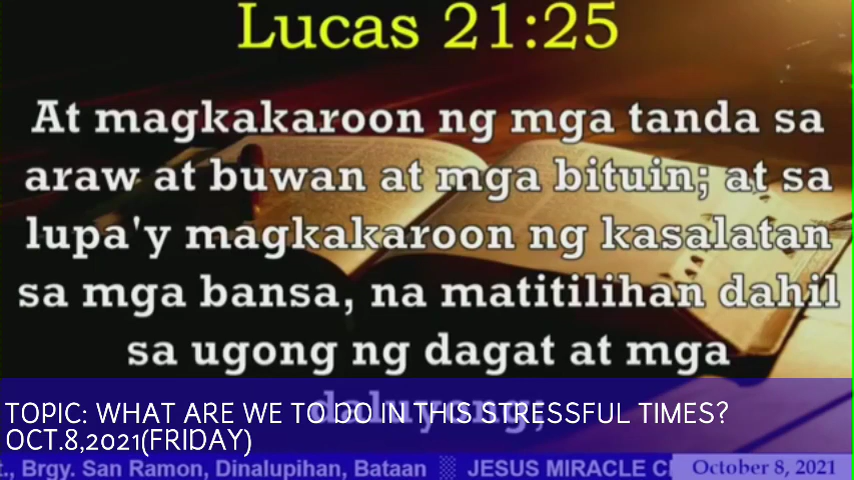 Lucas 21:25
At magkakaroon ng mga tanda sa
araw at buwan at mga bituin; at sa
lupa'y magkakaroon ng kasalatan
sa mga bansa, na matitilihan dahil
sa ugong ng dagat at mga
daluyong;
TOPIC: WHAT ARE WE TO DO IN THIS STRESSFUL TIMES?
OCT.8,2021(FRIDAY)
t., Brgy. San Ramon, Dinalupihan, Bataan ░ JESUS MIRACLE C
October 8, 2021